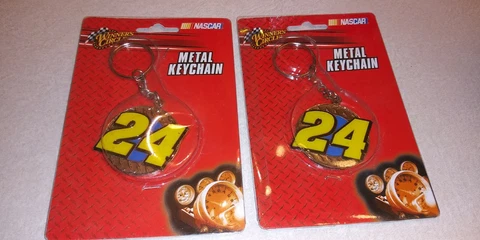 WINNER'S CIRCLE
NASCAR
METAL
KEYCHAIN
24
WINNER'S CIRCLE
NASCAR
METAL
KEYCHAIN
24